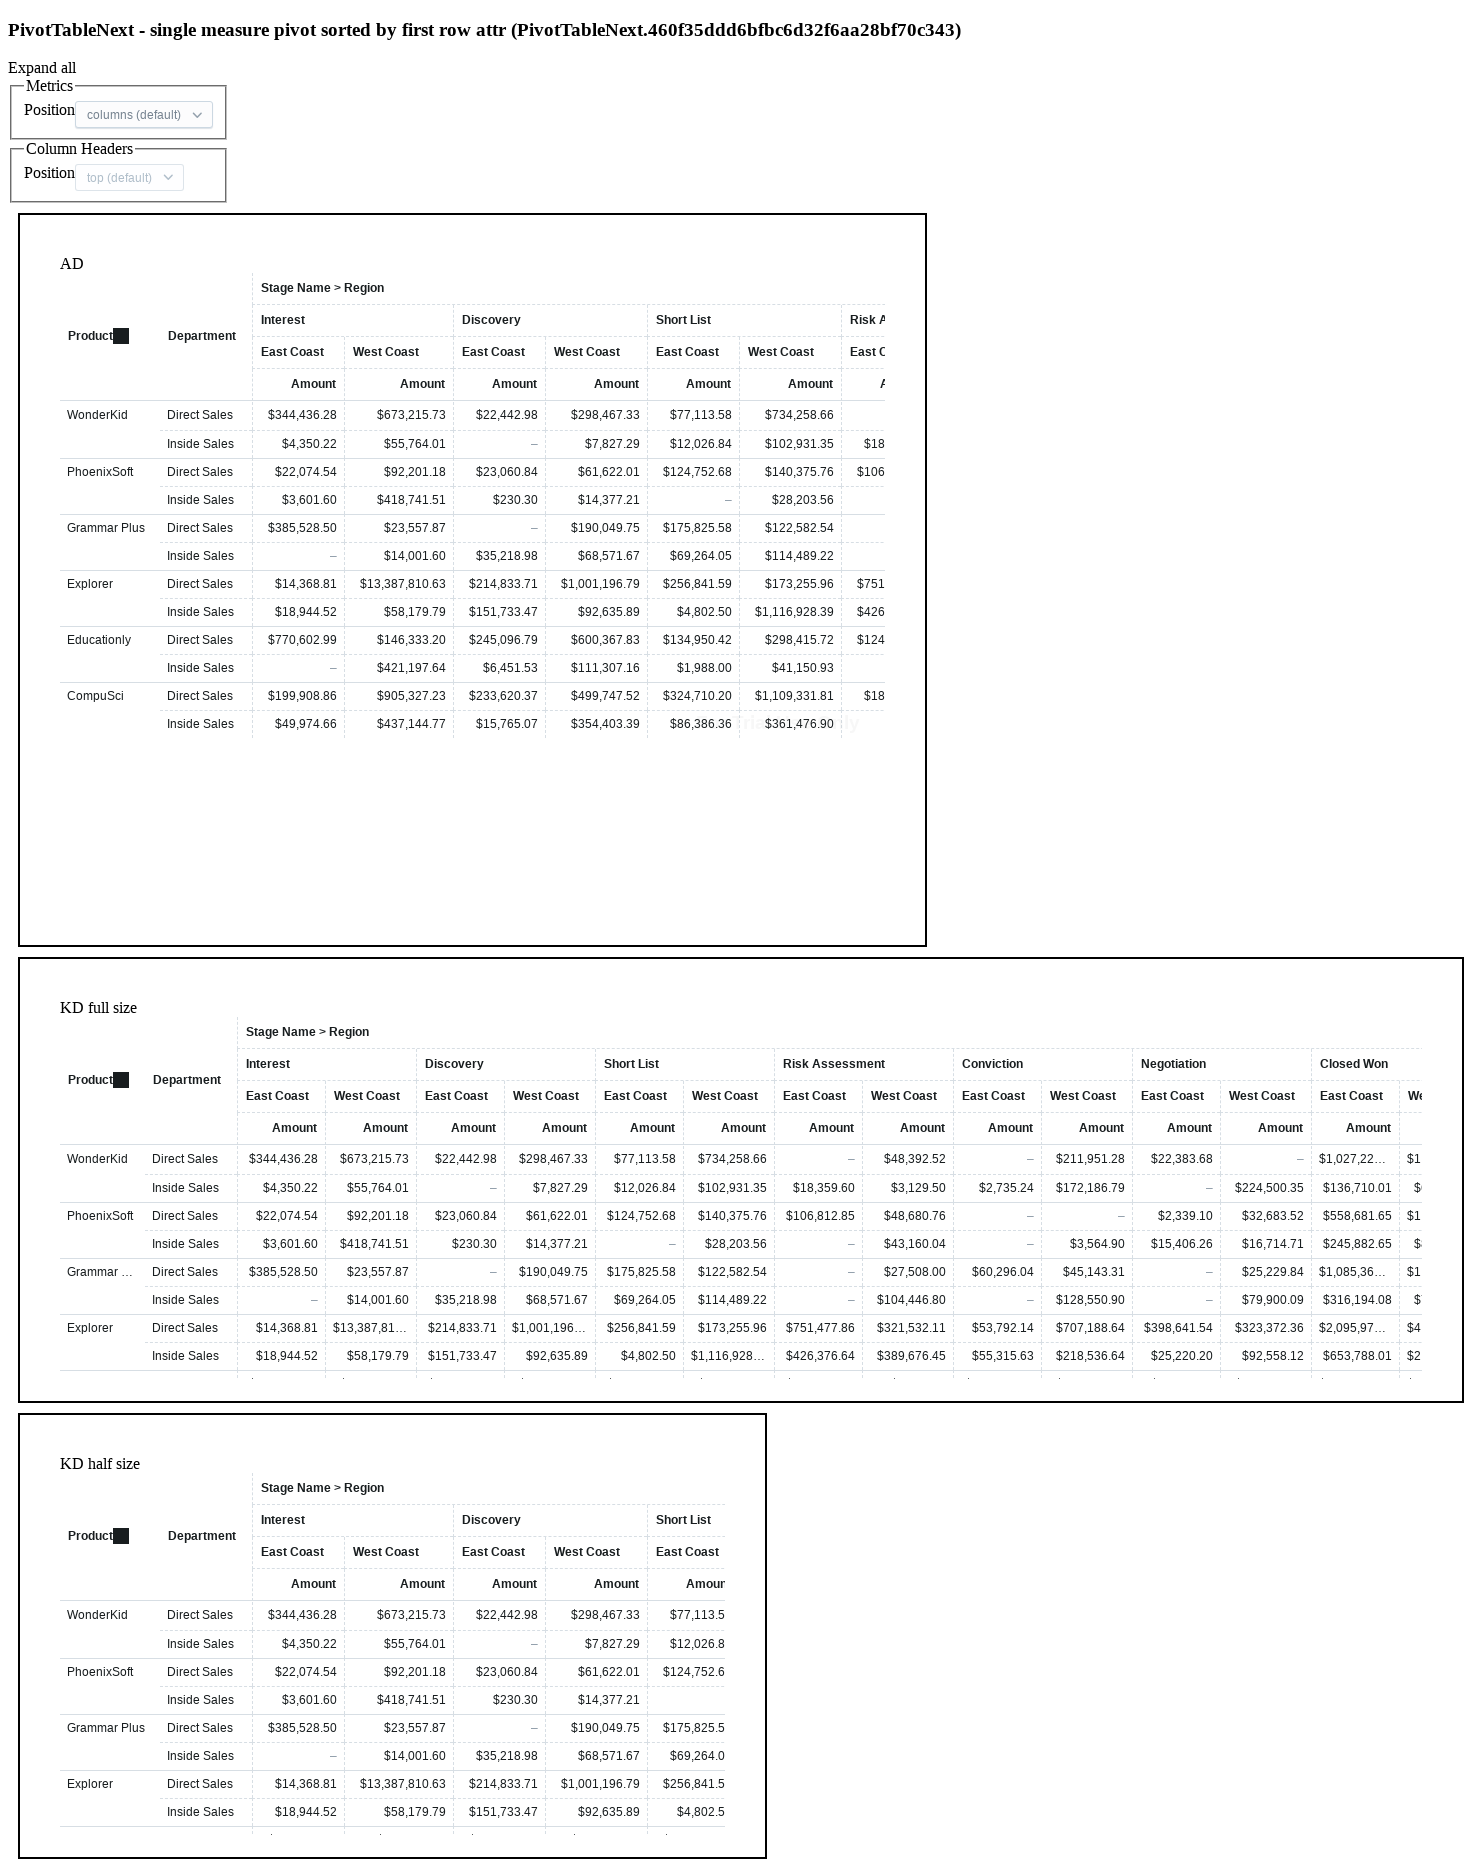 PivotTableNext - single measure pivot sorted by first row attr (PivotTableNext.460f35ddd6bfbc6d32f6aa28bf70c343)
Expand all
Metrics
Position columns (default)
Column Headers
Position top (default)
AD
Stage Name > Region
Interest Discovery Short List Risk A
Product Department
East Coast West Coast East Coast West Coast East Coast West Coast East C
Amount Amount Amount Amount Amount Amount A
WonderKid Direct Sales $344,436.28 $673,215.73 $22,442.98 $298,467.33 $77,113.58 $734,258.66
Inside Sales $4,350.22 $55,764.01 – $7,827.29 $12,026.84 $102,931.35 $18
PhoenixSoft Direct Sales $22,074.54 $92,201.18 $23,060.84 $61,622.01 $124,752.68 $140,375.76 $106
Inside Sales $3,601.60 $418,741.51 $230.30 $14,377.21 – $28,203.56
Grammar Plus Direct Sales $385,528.50 $23,557.87 – $190,049.75 $175,825.58 $122,582.54
Inside Sales – $14,001.60 $35,218.98 $68,571.67 $69,264.05 $114,489.22
Explorer Direct Sales $14,368.81 $13,387,810.63 $214,833.71 $1,001,196.79 $256,841.59 $173,255.96 $751
Inside Sales $18,944.52 $58,179.79 $151,733.47 $92,635.89 $4,802.50 $1,116,928.39 $426
Educationly Direct Sales $770,602.99 $146,333.20 $245,096.79 $600,367.83 $134,950.42 $298,415.72 $124
Inside Sales – $421,197.64 $6,451.53 $111,307.16 $1,988.00 $41,150.93
CompuSci Direct Sales $199,908.86 $905,327.23 $233,620.37 $499,747.52 $324,710.20 $1,109,331.81 $18
Inside Sales $49,974.66 $437,144.77 $15,765.07 $354,403.39 $86,386.36 $361,476.90
KD full size
Stage Name > Region
Interest Discovery Short List Risk Assessment Conviction Negotiation Closed Won
Product Department
East Coast West Coast East Coast West Coast East Coast West Coast East Coast West Coast East Coast West Coast East Coast West Coast East Coast We
Amount Amount Amount Amount Amount Amount Amount Amount Amount Amount Amount Amount Amount
WonderKid Direct Sales $344,436.28 $673,215.73 $22,442.98 $298,467.33 $77,113.58 $734,258.66 – $48,392.52 – $211,951.28 $22,383.68 – $1,027,22… $1
Inside Sales $4,350.22 $55,764.01 – $7,827.29 $12,026.84 $102,931.35 $18,359.60 $3,129.50 $2,735.24 $172,186.79 – $224,500.35 $136,710.01 $
PhoenixSoft Direct Sales $22,074.54 $92,201.18 $23,060.84 $61,622.01 $124,752.68 $140,375.76 $106,812.85 $48,680.76 – – $2,339.10 $32,683.52 $558,681.65 $1
Inside Sales $3,601.60 $418,741.51 $230.30 $14,377.21 – $28,203.56 – $43,160.04 – $3,564.90 $15,406.26 $16,714.71 $245,882.65 $
Grammar … Direct Sales $385,528.50 $23,557.87 – $190,049.75 $175,825.58 $122,582.54 – $27,508.00 $60,296.04 $45,143.31 – $25,229.84 $1,085,36… $1
Inside Sales – $14,001.60 $35,218.98 $68,571.67 $69,264.05 $114,489.22 – $104,446.80 – $128,550.90 – $79,900.09 $316,194.08 $
Explorer Direct Sales $14,368.81 $13,387,81… $214,833.71 $1,001,196… $256,841.59 $173,255.96 $751,477.86 $321,532.11 $53,792.14 $707,188.64 $398,641.54 $323,372.36 $2,095,97… $4
Inside Sales $18,944.52 $58,179.79 $151,733.47 $92,635.89 $4,802.50 $1,116,928… $426,376.64 $389,676.45 $55,315.63 $218,536.64 $25,220.20 $92,558.12 $653,788.01 $2
KD half size
Stage Name > Region
Interest Discovery Short List
Product Department
East Coast West Coast East Coast West Coast East Coast
Amount Amount Amount Amount Amoun
WonderKid Direct Sales $344,436.28 $673,215.73 $22,442.98 $298,467.33 $77,113.5
Inside Sales $4,350.22 $55,764.01 – $7,827.29 $12,026.8
PhoenixSoft Direct Sales $22,074.54 $92,201.18 $23,060.84 $61,622.01 $124,752.6
Inside Sales $3,601.60 $418,741.51 $230.30 $14,377.21
Grammar Plus Direct Sales $385,528.50 $23,557.87 – $190,049.75 $175,825.5
Inside Sales – $14,001.60 $35,218.98 $68,571.67 $69,264.0
Explorer Direct Sales $14,368.81 $13,387,810.63 $214,833.71 $1,001,196.79 $256,841.5
Inside Sales $18,944.52 $58,179.79 $151,733.47 $92,635.89 $4,802.5